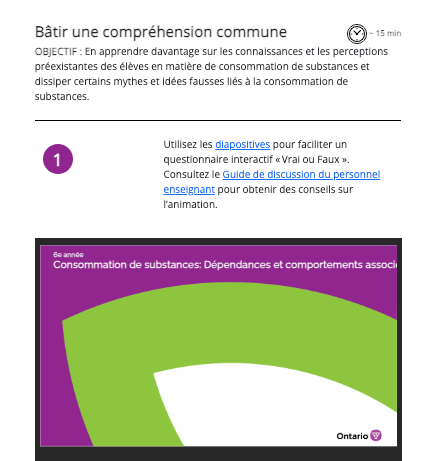 Bâtir une compréhension commune
~ 15 min
OBJECTIF : En apprendre davantage sur les connaissances et les perceptions
préexistantes des élèves en matière de consommation de substances et
dissiper certains mythes et idées fausses liés à la consommation de
substances.
1
Utilisez les diapositives pour faciliter un
questionnaire interactif « Vrai ou Faux ».
Consultez le Guide de discussion du personnel
enseignant pour obtenir des conseils sur
l’animation.
6e année
Consommation de substances: Dépendances et comportements associ
Ontario